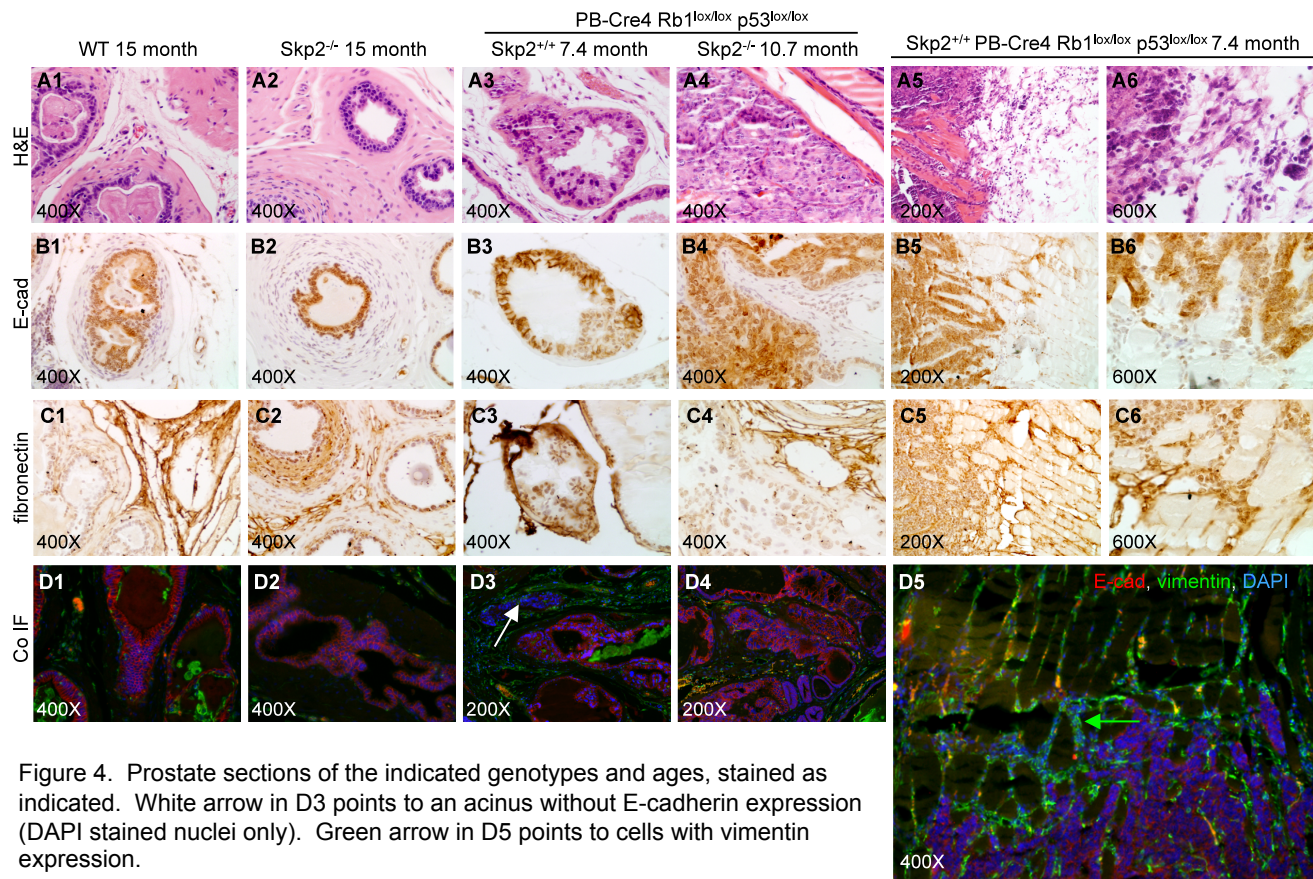 PB-Cre4 Rb1lox/lox p53lox/lox
WT 15 month
Skp2-/- 15 month
Skp2+/+ 7.4 month
Skp2-/- 10.7 month
Skp2+/+ PB-Cre4 Rb1lox/lox p53lox/lox 7.4 month
H&E
A1
400X
A2
400X
A3
400X
A4
400X
A5
200X
A6
600X
E-cad
B1
400X
B2
400X
B3
400X
B4
400X
B5
200X
B6
600X
fibronectin
C1
400X
C2
400X
C3
400X
C4
400X
C5
200X
C6
600X
Co IF
D1
400X
D2
400X
D3
200X
D4
200X
D5
E-cad, vimentin, DAPI
400X
Figure 4. Prostate sections of the indicated genotypes and ages, stained as
indicated. White arrow in D3 points to an acinus without E-cadherin expression
(DAPI stained nuclei only). Green arrow in D5 points to cells with vimentin
expression.